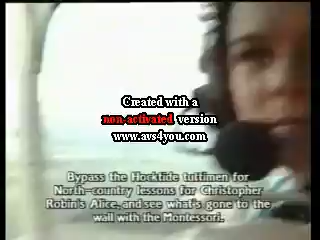 Created with a
non-activated version
www.avs4you.com
Bypass the Hocktide tuttimen for
North-country lessons for Christopher
Robin's Alice, and see what's gone to the
wall with the Montessori.